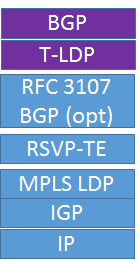 BGP
T-LDP
RFC 3107
BGP (opt)
RSVP-TE
MPLS LDP
IGP
IP